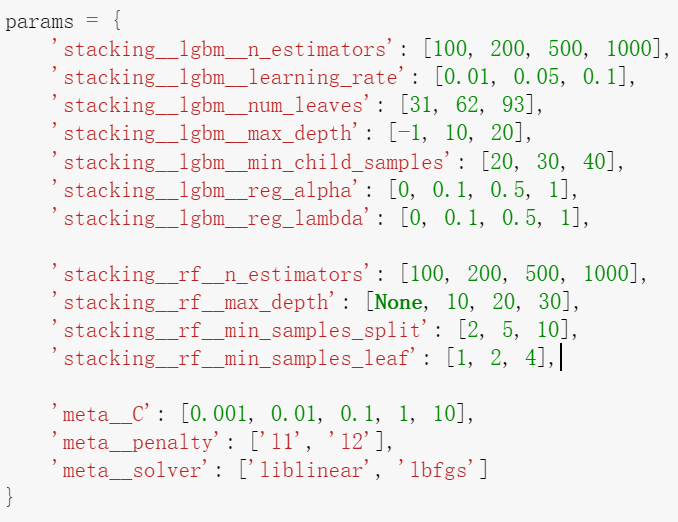 params = {
    'stacking__lgbm__n_estimators': [100, 200, 500, 1000],
    'stacking__lgbm__learning_rate': [0.01, 0.05, 0.1],
    'stacking__lgbm__num_leaves': [31, 62, 93],
    'stacking__lgbm__max_depth': [-1, 10, 20],
    'stacking__lgbm__min_child_samples': [20, 30, 40],
    'stacking__lgbm__reg_alpha': [0, 0.1, 0.5, 1],
    'stacking__lgbm__reg_lambda': [0, 0.1, 0.5, 1],
    'stacking__rf__n_estimators': [100, 200, 500, 1000],
    'stacking__rf__max_depth': [None, 10, 20, 30],
    'stacking__rf__min_samples_split': [2, 5, 10],
    'stacking__rf__min_samples_leaf': [1, 2, 4],
    'meta__C': [0.001, 0.01, 0.1, 1, 10],
    'meta__penalty': ['l1', 'l2'],
    'meta__solver': ['liblinear', 'lbfgs']
}